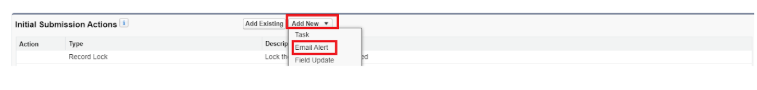 Initial Submission Actions i Add Existing Add New ▼
Task
Action Type Descrip
Email Alert
Record Lock Lock th ed
Field Update